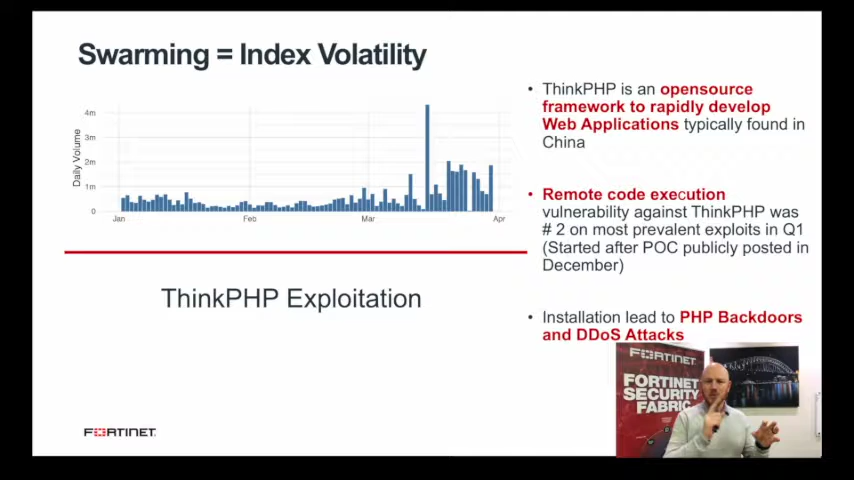 Swarming = Index Volatility
4m
3m
2m
1m
0
Daily Volume
Jan
Feb
Mar
Apr
ThinkPHP Exploitation
• ThinkPHP is an opensource
framework to rapidly develop
Web Applications typically found in
China
• Remote code execution
vulnerability against ThinkPHP was
# 2 on most prevalent exploits in Q1
(Started after POC publicly posted in
December)
• Installation lead to PHP Backdoors
and DDoS Attacks
FORTINET
FORTINET
FORTINET
SECURITY
FABRIC